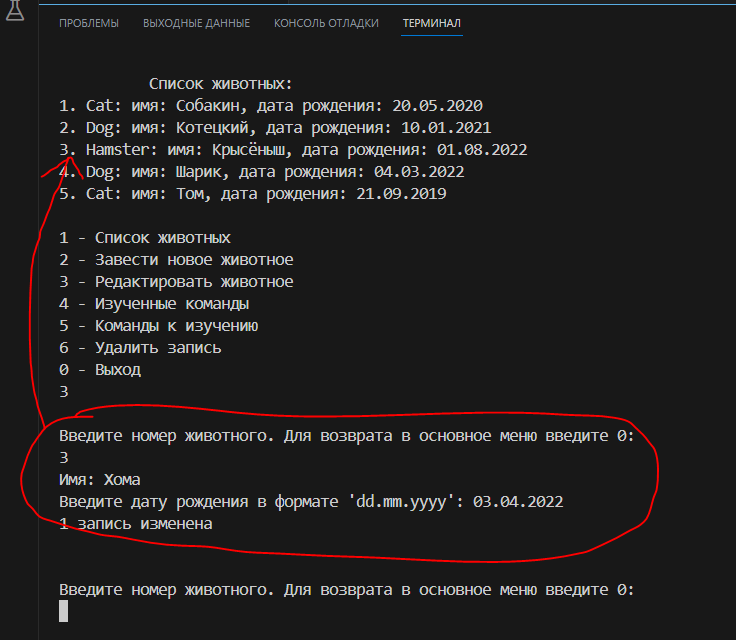 ПРОБЛЕМЫ ВЫХОДНЫЕ ДАННЫЕ КОНСОЛЬ ОТЛАДКИ ТЕРМИНАЛ
Список животных:
1. Cat: имя: Собакин, дата рождения: 20.05.2020
2. Dog: имя: Котецкий, дата рождения: 10.01.2021
3. Hamster: имя: Крысёныш, дата рождения: 01.08.2022
4. Dog: имя: Шарик, дата рождения: 04.03.2022
5. Cat: имя: Том, дата рождения: 21.09.2019
1 - Список животных
2 - Завести новое животное
3 - Редактировать животное
4 - Изученные команды
5 - Команды к изучению
6 - Удалить запись
0 - Выход
3
Введите номер животного. Для возврата в основное меню введите 0:
3
Имя: Хома
Введите дату рождения в формате 'dd.mm.yyyy': 03.04.2022
1 запись изменена
Введите номер животного. Для возврата в основное меню введите 0: